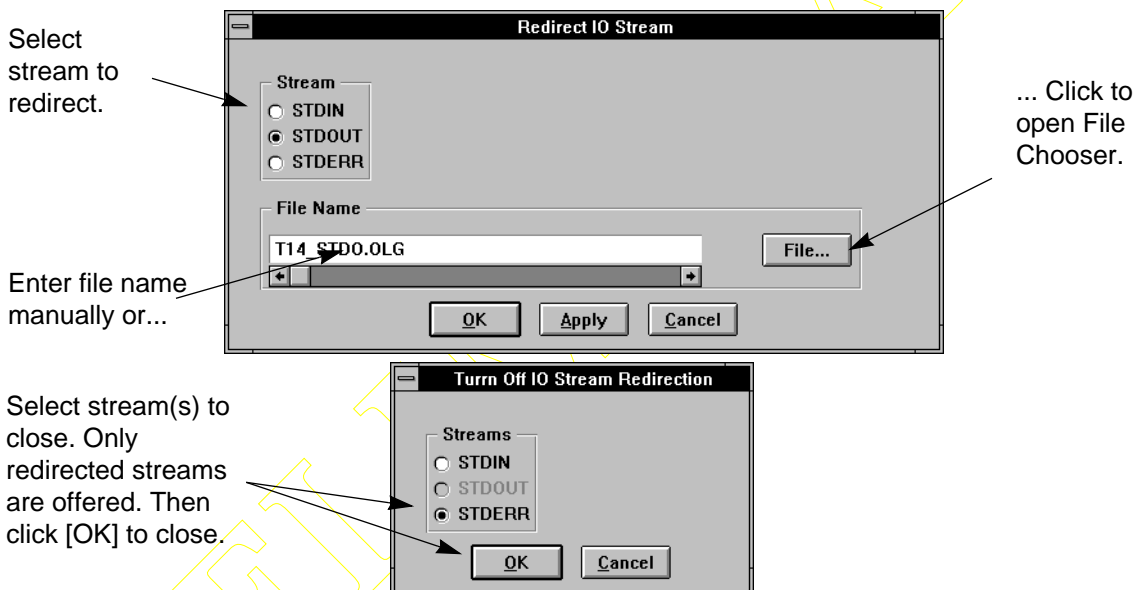 Select
stream to
redirect.
Redirect IO Stream
Stream
STDIN
STDOUT
STDERR
... Click to
open File
Chooser.
File Name
T14_STDO.OLG
File...
Enter file name
manually or...
OK Apply Cancel
Turrn Off IO Stream Redirection
Select stream(s) to
close. Only
redirected streams
are offered. Then
click [OK] to close.
Streams
STDIN
STDOUT
STDERR
OK Cancel